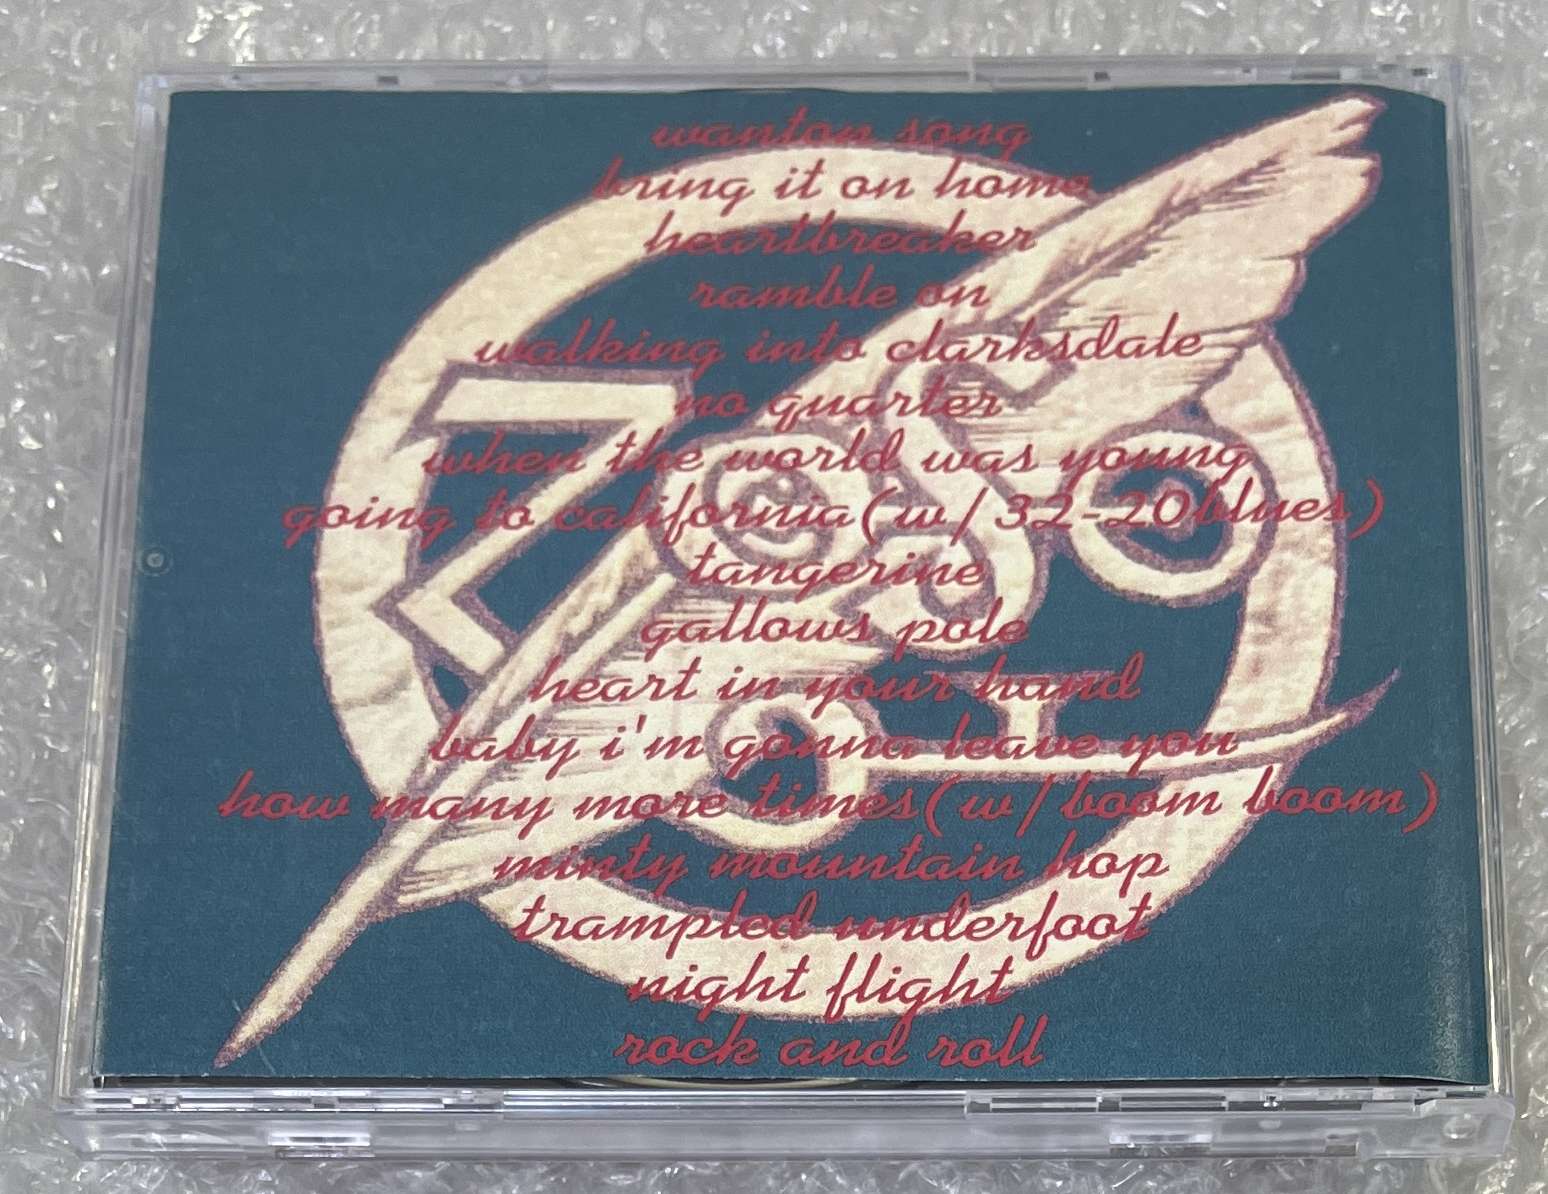 wanton song
bring it on home
heartbreaker
ramble on
walking into clarksdale
no quarter
when the world was young
going to california(w/32-20blues)
tangerine
gallows pole
heart in your hand
baby i'm gonna leave you
how many more times(w/boom boom)
minty mountain hop
trampled underfoot
night flight
rock and roll